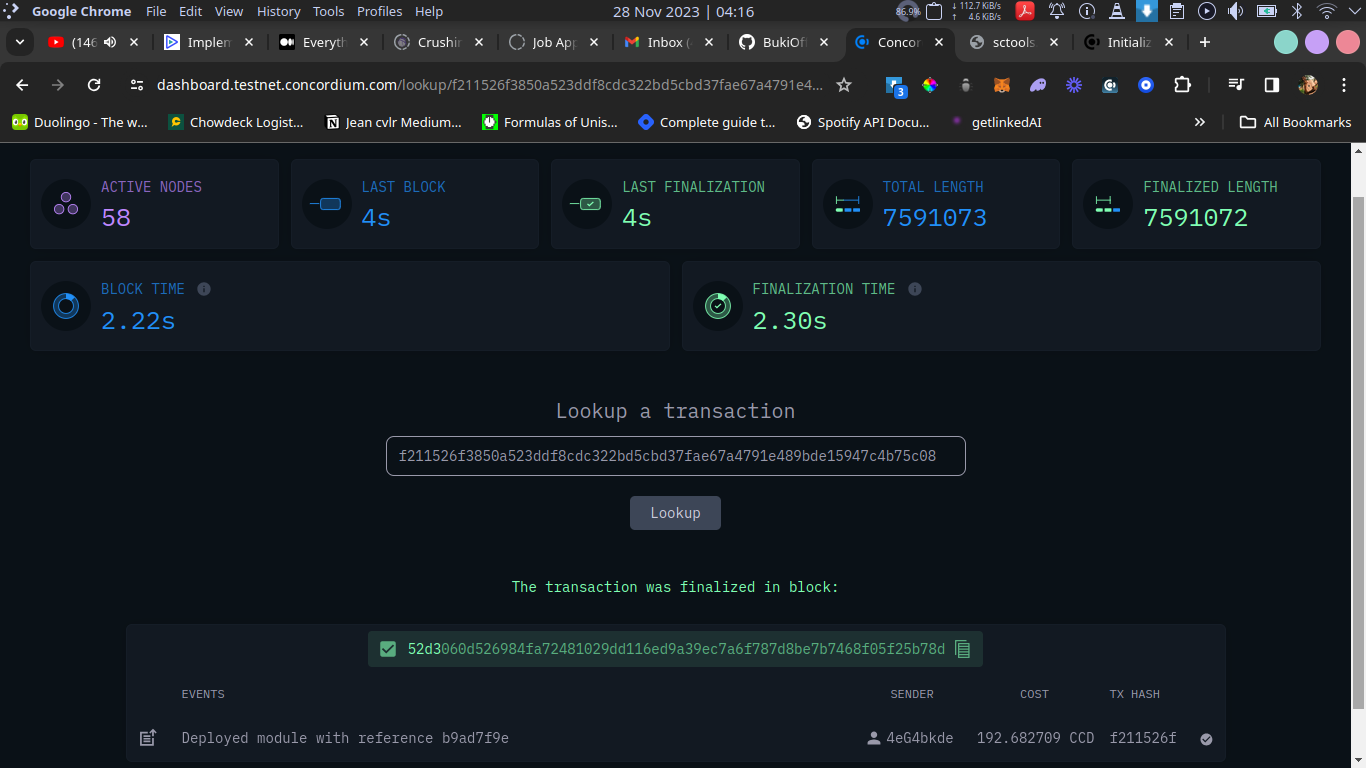 Google Chrome File Edit View History Tools Profiles Help 28 Nov 2023 | 04:16 86.9% ↓ 112.7 KiB/s
↑ 4.6 KiB/s
(146 Implem Everyth Crushin Job App Inbox ( BukiOff Concor sctools. Initializ
dashboard.testnet.concordium.com/lookup/f211526f3850a523ddf8cdc322bd5cbd37fae67a4791e4... 3
Duolingo - The w... Chowdeck Logist... Jean cvlr Medium... Formulas of Unis... Complete guide t... Spotify API Docu... getlinkedAI » All Bookmarks
ACTIVE NODES
58
LAST BLOCK
4s
LAST FINALIZATION
4s
TOTAL LENGTH
7591073
FINALIZED LENGTH
7591072
BLOCK TIME
2.22s
FINALIZATION TIME
2.30s
Lookup a transaction
f211526f3850a523ddf8cdc322bd5cbd37fae67a4791e489bde15947c4b75c08
Lookup
The transaction was finalized in block:
52d3060d526984fa72481029dd116ed9a39ec7a6f787d8be7b7468f05f25b78d
EVENTS SENDER COST TX HASH
Deployed module with reference b9ad7f9e 4eG4bkde 192.682709 CCD f211526f